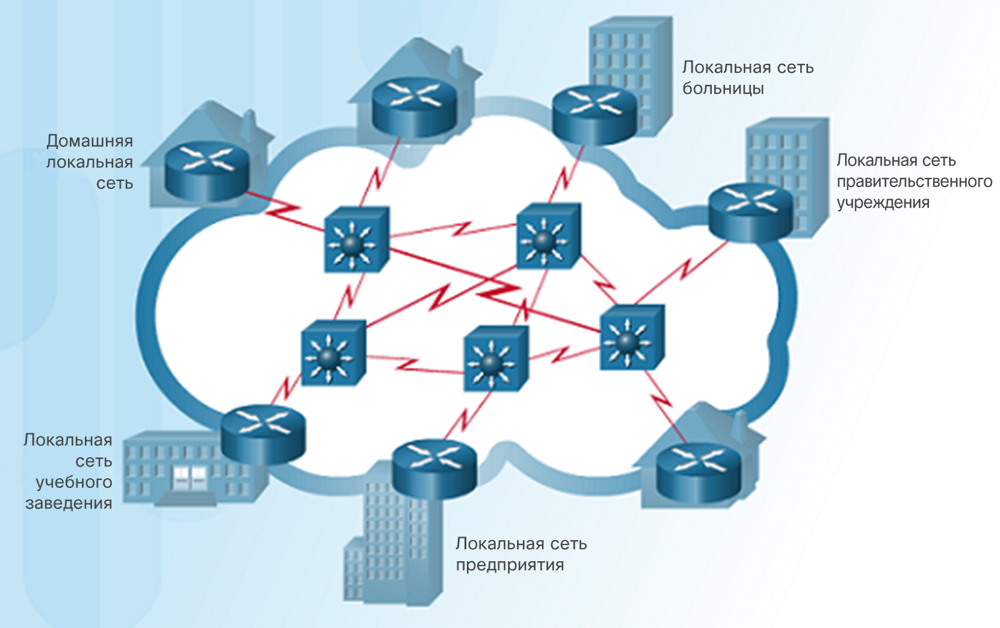 Локальная сеть
больницы
Домашняя
локальная
сеть
Локальная сеть
правительственного
учреждения
Локальная
сеть
учебного
заведения
Локальная сеть
предприятия